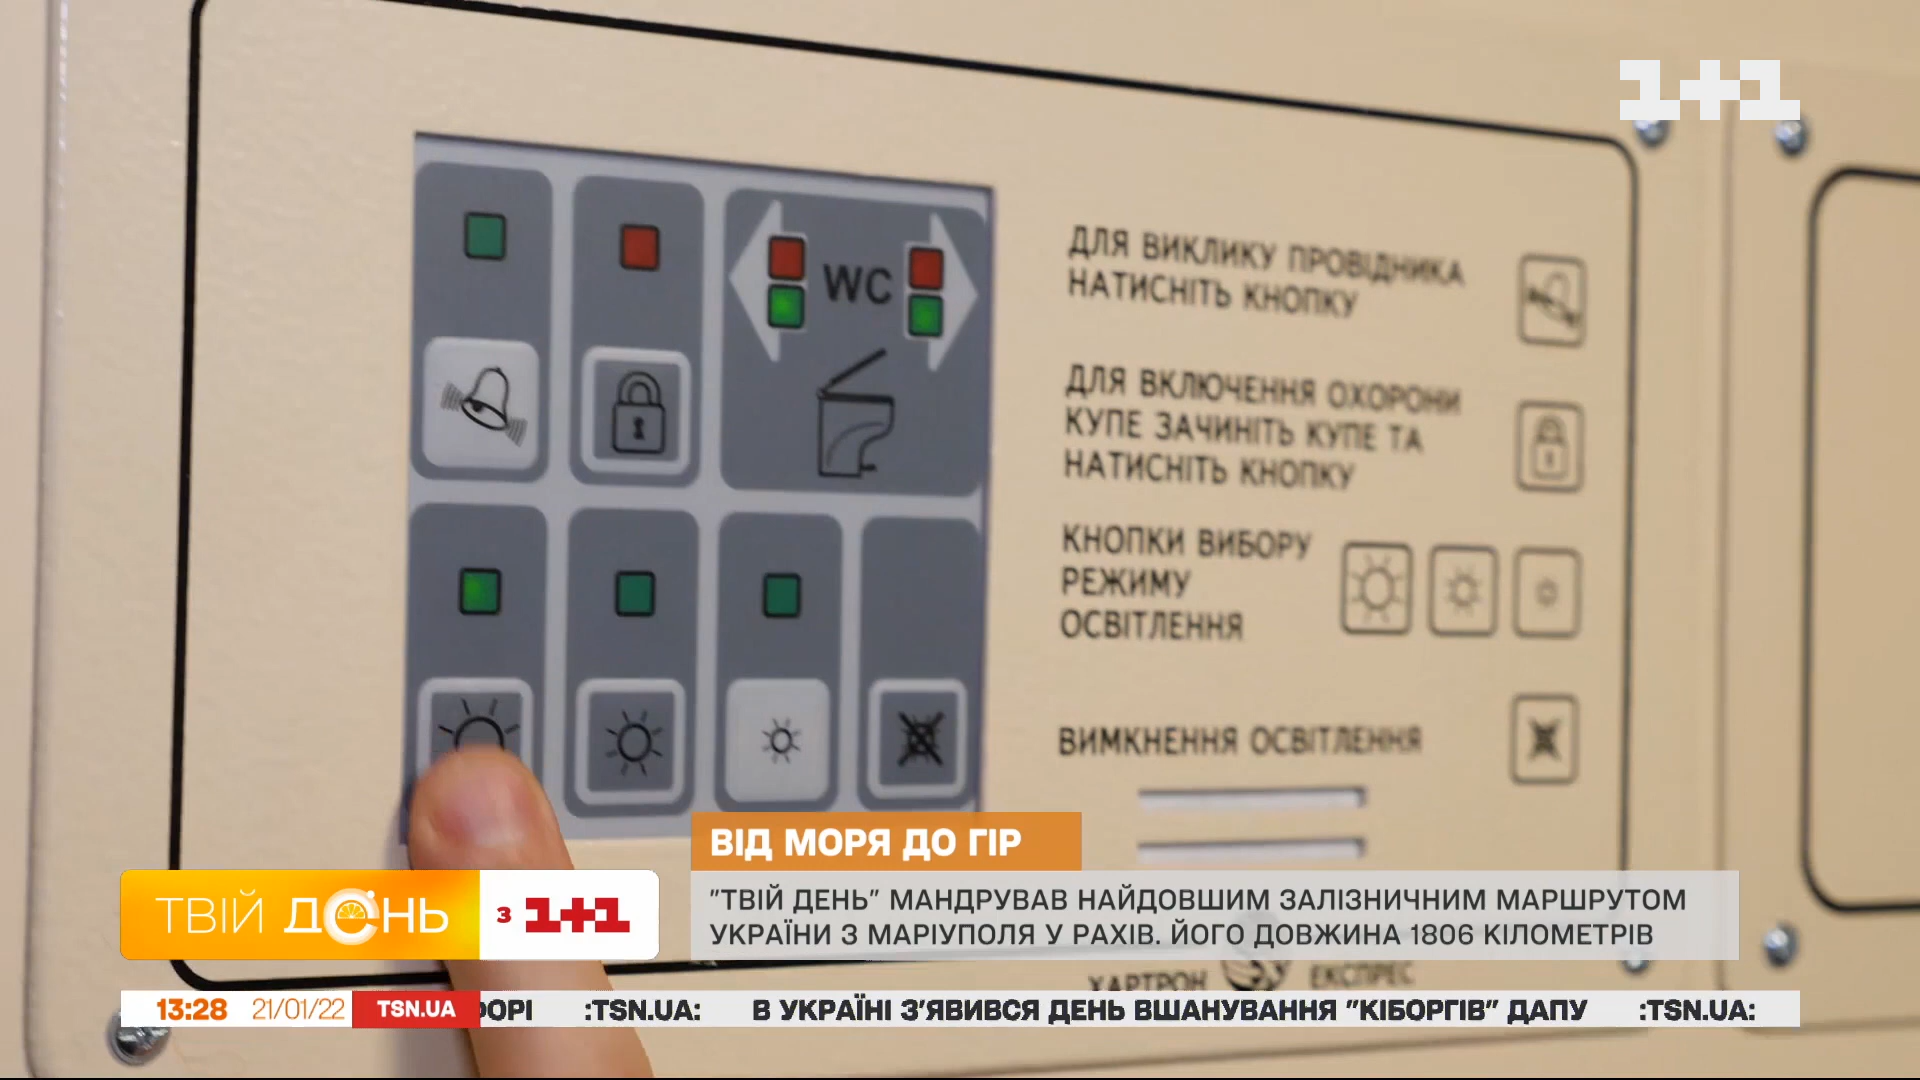 1+1
WC
ДЛЯ ВИКЛИКУ ПРОВІДНИКА
НАТИСНІТЬ КНОПКУ
ДЛЯ ВКЛЮЧЕННЯ ОХОРОНИ
КУПЕ ЗАЧИНІТЬ КУПЕ ТА
НАТИСНІТЬ КНОПКУ
КНОПКИ ВИБОРУ
РЕЖИМУ
ОСВІТЛЕННЯ
ВИМКНЕННЯ ОСВІТЛЕННЯ
ВІД МОРЯ ДО ГІР
"ТВІЙ ДЕНЬ" МАНДРУВАВ НАЙДОВШИМ ЗАЛІЗНИЧНИМ МАРШРУТОМ
УКРАЇНИ З МАРІУПОЛЯ У РАХІВ. ЙОГО ДОВЖИНА 1806 КІЛОМЕТРІВ
ТВІЙ ДЕНЬ з 1+1
ХАРТРОН ЕКСПРЕС
13:28 21/01/22 TSN.UA ФОРІ :TSN.UA: В УКРАЇНІ З’ЯВИВСЯ ДЕНЬ ВШАНУВАННЯ "КІБОРГІВ" ДАПУ :TSN.UA: